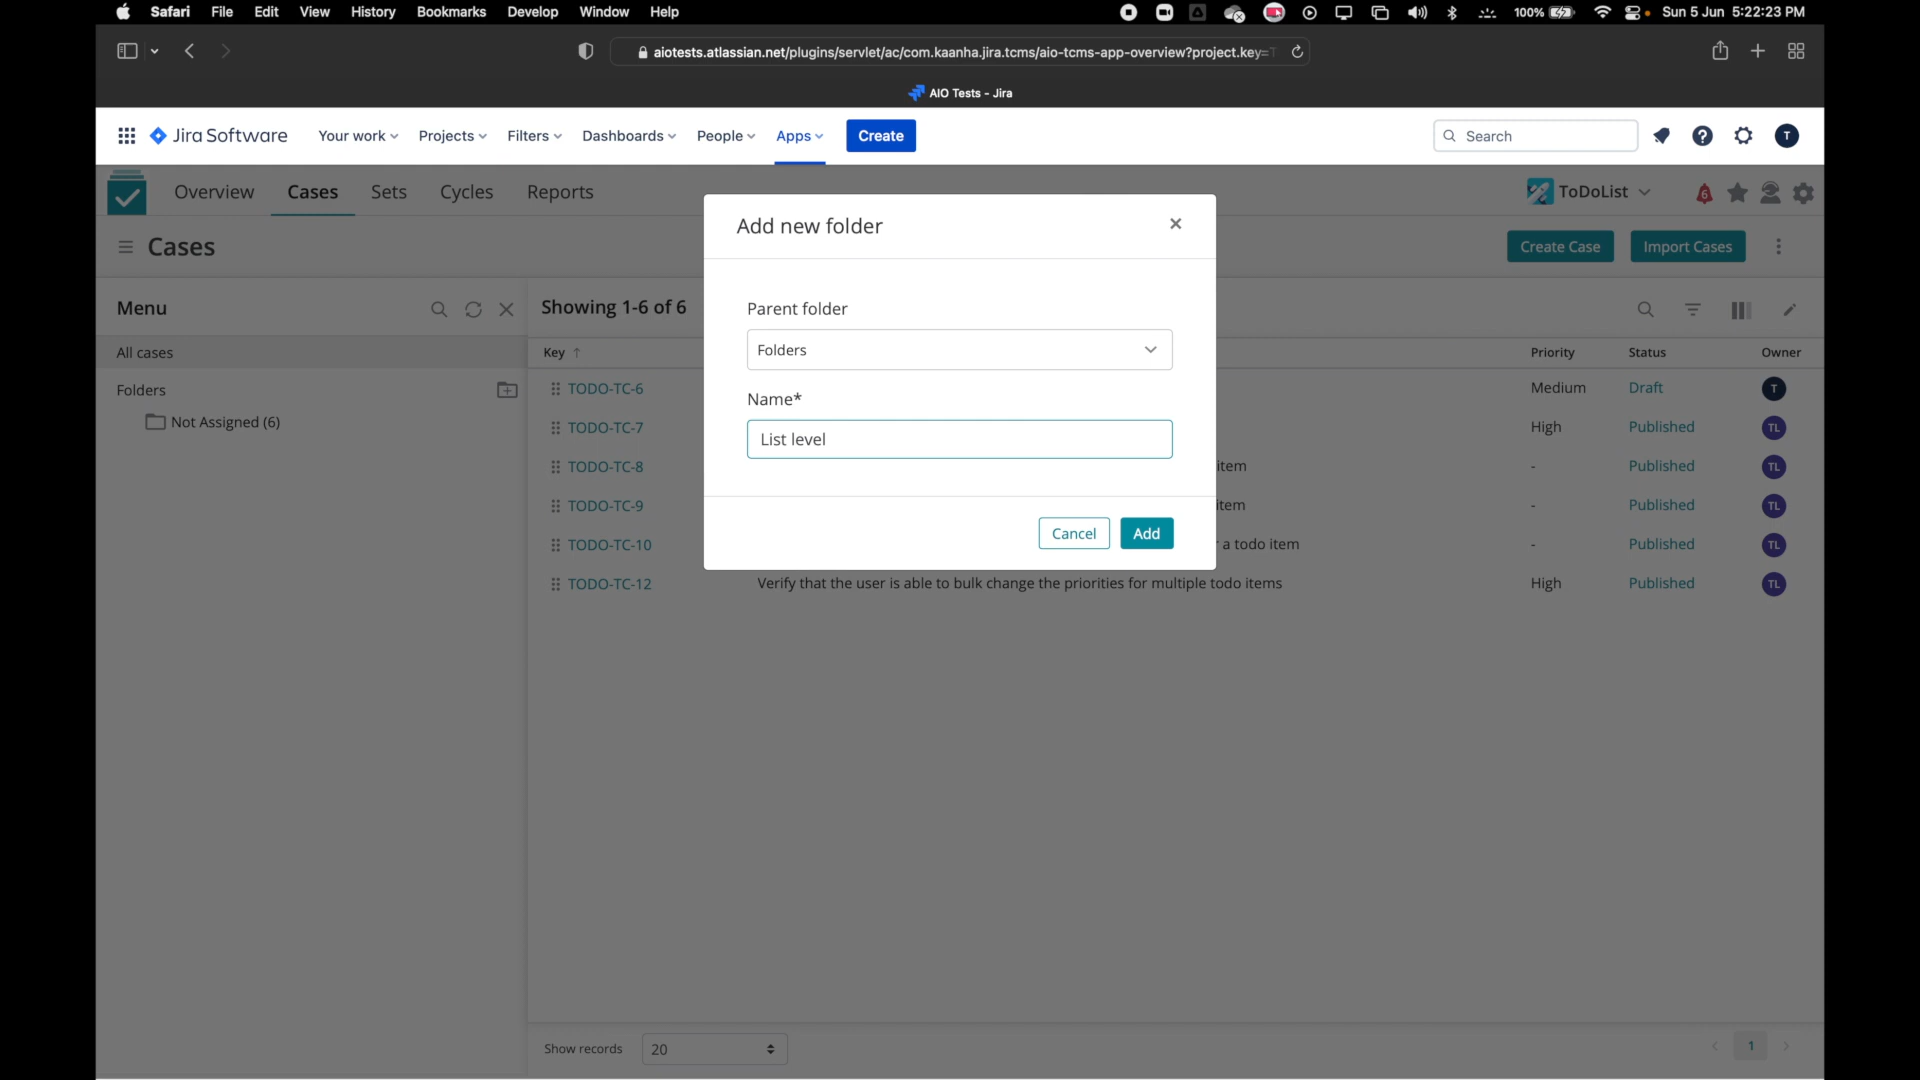 Safari File Edit View History Bookmarks Develop Window Help 100% Sun 5 Jun 5:22:23 PM
aiotests.atlassian.net/plugins/servlet/ac/com.kaanha.jira.tcms/aio-tcms-app-overview?project.key=T
AIO Tests - Jira
Jira Software Your work Projects Filters Dashboards People Apps Create Search T
Overview Cases Sets Cycles Reports ToDoList 6
Cases Create Case Import Cases
Add new folder
Menu Showing 1-6 of 6
Parent folder
Folders
Name*
List level
Cancel Add
All cases
Folders
Not Assigned (6)
Key Priority Status Owner
TODO-TC-6 Medium Draft T
TODO-TC-7 High Published TL
TODO-TC-8 item - Published TL
TODO-TC-9 item - Published TL
TODO-TC-10 a todo item - Published TL
TODO-TC-12 Verify that the user is able to bulk change the priorities for multiple todo items High Published TL
Show records 20 1